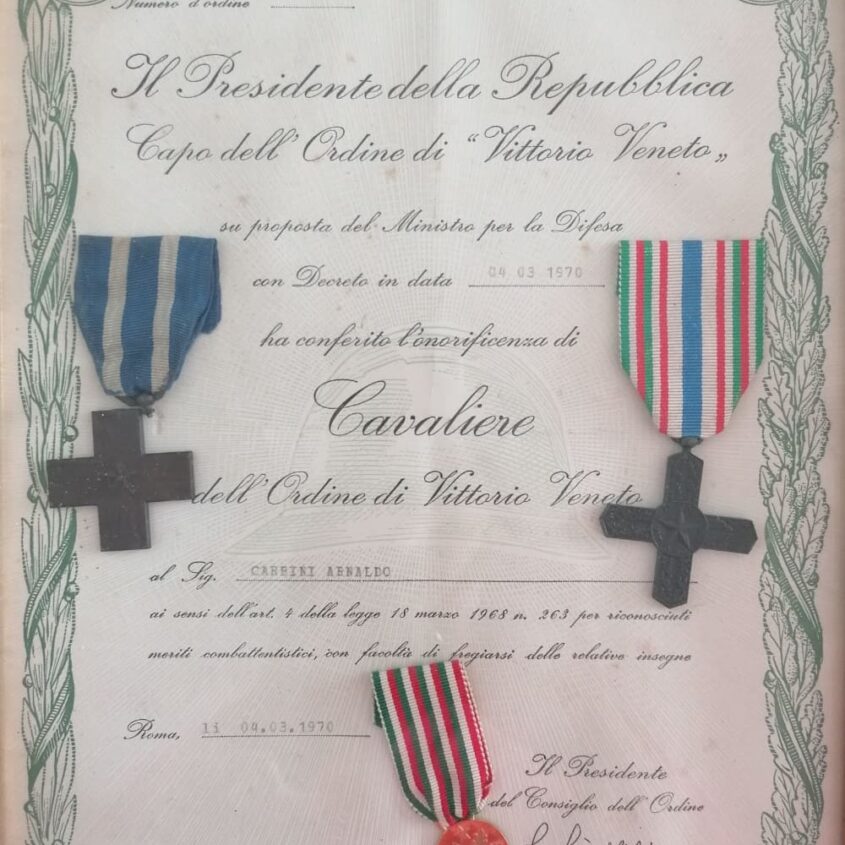 Numero d'ordine
Il Presidente della Repubblica
Capo dell' Ordine di "Vittorio Veneto„
su proposta del Ministro per la Difesa
con Decreto in data 04 03 1970
ha conferito l'onorificenza di
Cavaliere
dell'Ordine di Vittorio Veneto
al Sig. CARRINI ARNALDO
ai sensi dell'art. 4 della legge 18 marzo 1968 n. 263 per riconosciuti
meriti combattentistici, con facoltà di fregiarsi delle relative insegne
Roma, li 04.03.1970
Il Presidente
del Consiglio dell' Ordine